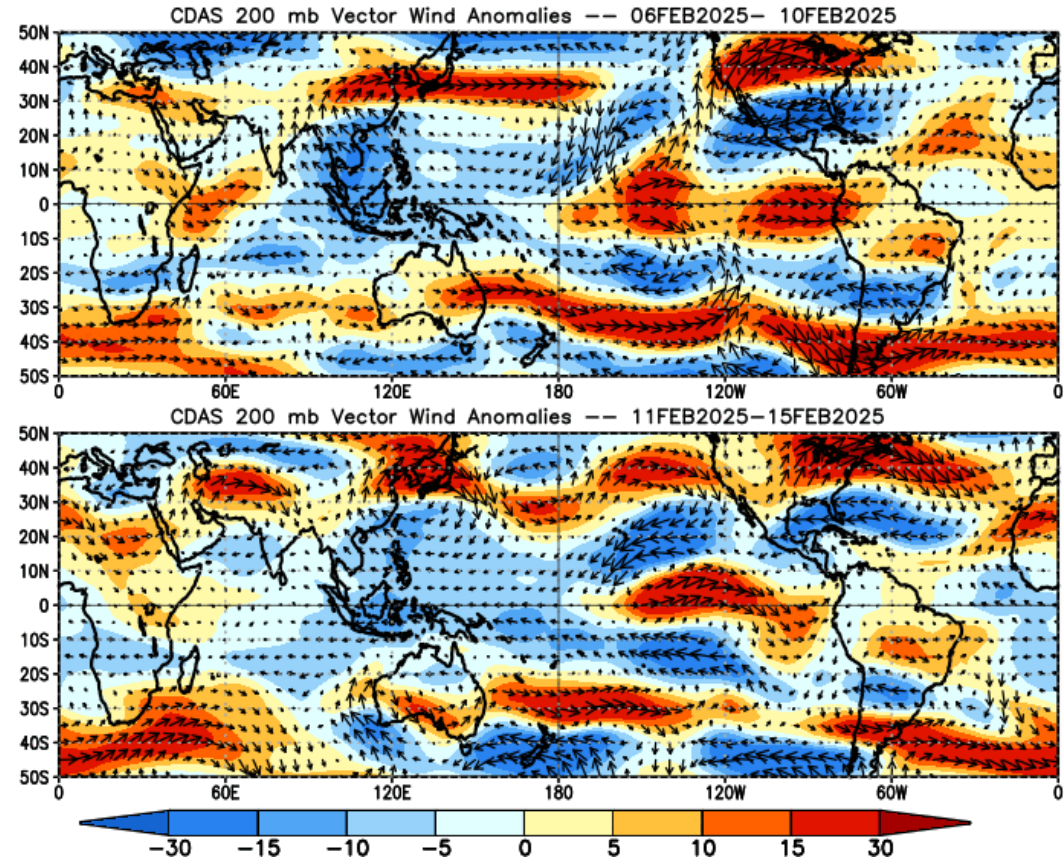 CDAS 200 mb Vector Wind Anomalies -- 06FEB2025- 10FEB2025
50N
40N
30N
20N
10N
0
10S
20S
30S
40S
50S
0 60E 120E 180 120W 60W 0
CDAS 200 mb Vector Wind Anomalies -- 11FEB2025-15FEB2025
50N
40N
30N
20N
10N
0
10S
20S
30S
40S
50S
0 60E 120E 180 120W 60W 0
-30 -15 -10 -5 0 5 10 15 30